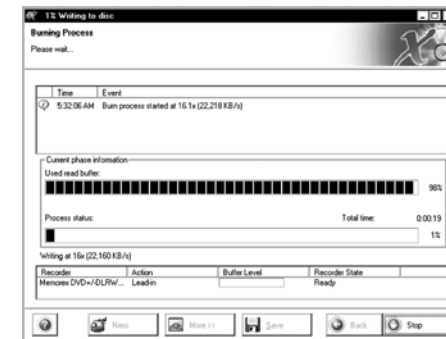 1% Writing to disc
Burning Process
Please wait...
Time Event
5:32:06 AM Burn process started at 16.1x (22,218 KB/s)
Current phase information
Used read buffer:
98%
Process status: Total time: 0:00:19
1%
Writing at 16x (22,160 KB/s)
Recorder Action Buffer Level Recorder State
Memorex DVD+/-DLRW... Lead-in Ready
Nero More >> Save Back Stop